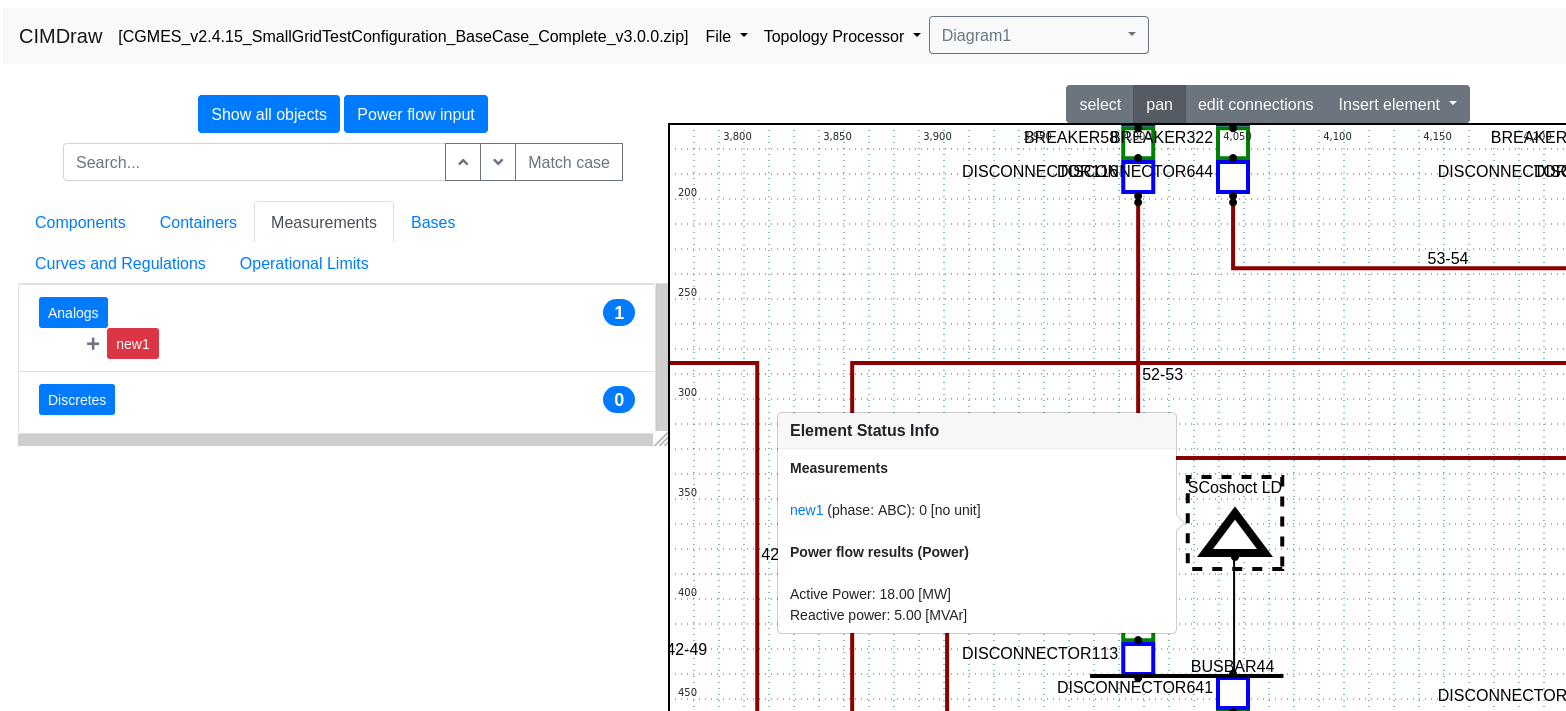 CIMDraw [CGMES_v2.4.15_SmallGridTestConfiguration_BaseCase_Complete_v3.0.0.zip] File Topology Processor Diagram1
Show all objects Power flow input
Search... Match case
Components Containers Measurements Bases
Curves and Regulations Operational Limits
Analogs 1
new1
Discretes 0
select pan edit connections Insert element
3,800 3,850 3,900 4,050 4,100 4,150
BREAKER58 BREAKER322 BREAKER
DISCONNECTOR116 DISCONNECTOR644 DISCONNECTOR
200
53-54
250
52-53
300
Element Status Info
Measurements
new1 (phase: ABC): 0 [no unit]
Power flow results (Power)
Active Power: 18.00 [MW]
Reactive power: 5.00 [MVAr]
SCoshoct LD
350
42
400
42-49
DISCONNECTOR113
BUSBAR44
DISCONNECTOR641
450
DISCONNECTOR